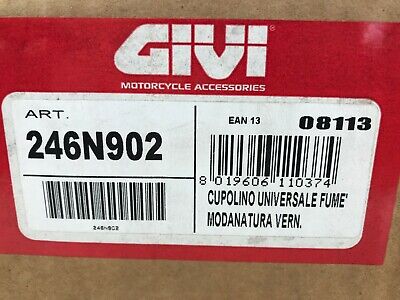 GIVI
MOTORCYCLE ACCESSORIES
ART.
EAN 13
08113
246N902
8 019606 110374
246N902
CUPOLINO UNIVERSALE FUME'
MODANATURA VERN.